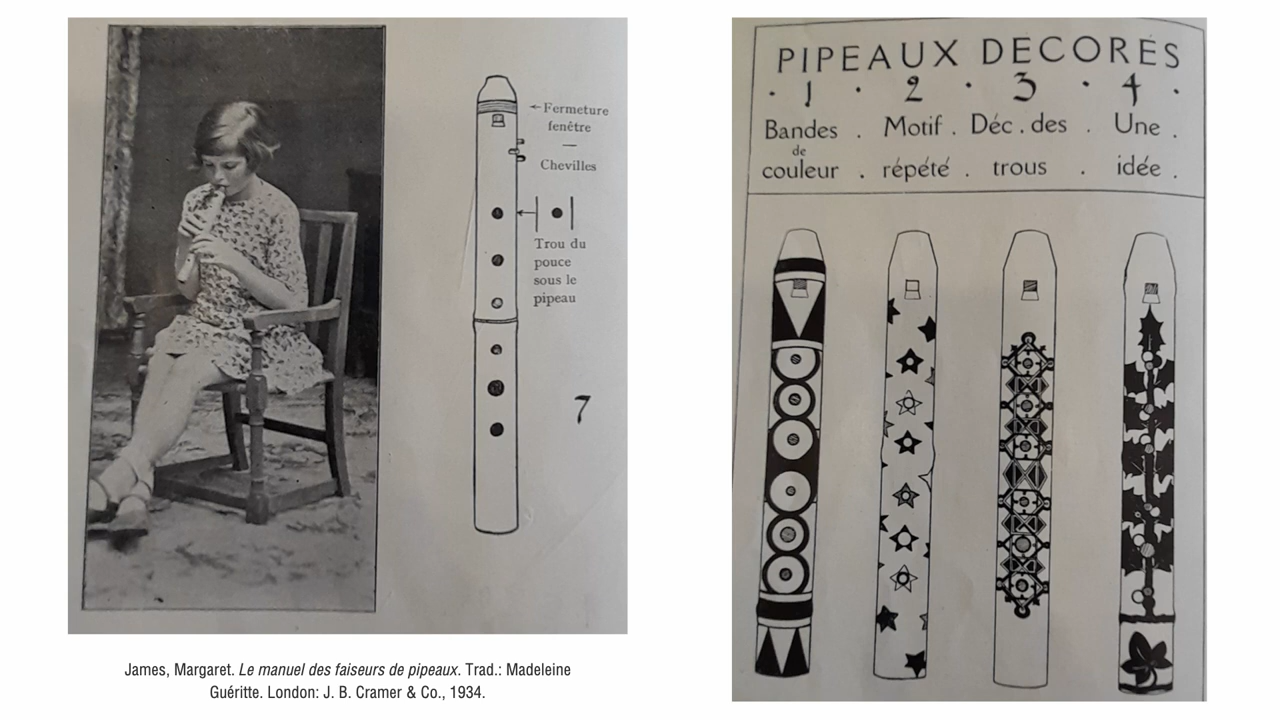 Fermeture
fenêtre
Chevilles
Trou du
pouce
sous le
pipeau
7
James, Margaret. Le manuel des faiseurs de pipeaux. Trad.: Madeleine
Guéritte. London: J. B. Cramer & Co., 1934.
PIPEAUX DECORÉS
· 1 · 2 · 3 · 4 ·
Bandes . Motif . Déc. des . Une .
de
couleur . répété . trous . idée .